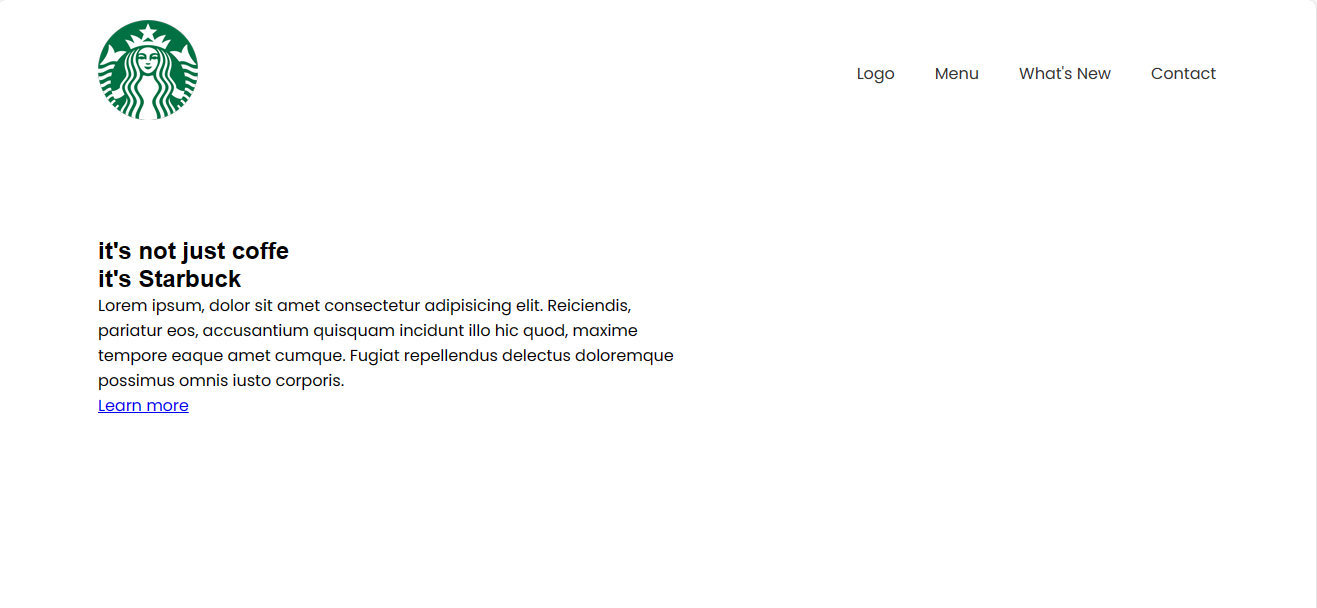 Logo Menu What's New Contact
it's not just coffe
it's Starbuck
Lorem ipsum, dolor sit amet consectetur adipisicing elit. Reiciendis,
pariatur eos, accusantium quisquam incidunt illo hic quod, maxime
tempore eaque amet cumque. Fugiat repellendus delectus doloremque
possimus omnis iusto corporis.
Learn more